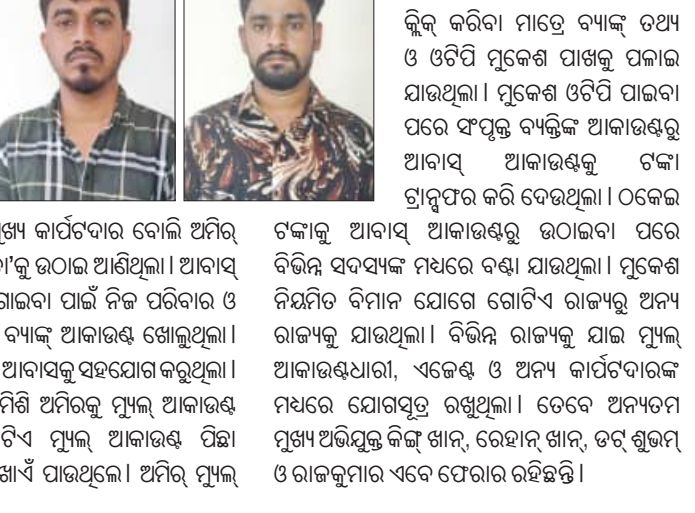 ମୁଖ୍ୟ କାର୍ପଟଦାର ବୋଲି ଅମିର୍
ଉଠାଇ ଆଣିଥିଲା। ଆବାସ୍
ପାଇଁ ନିଜ ପରିବାର ଓ
ବ୍ୟାଙ୍କ୍ ଆକାଉଣ୍ଟ ଖୋଲୁଥିଲା।
ଆବାସକୁ ସହଯୋଗ କରୁଥିଲା।
ମିଶି ଅମିରକୁ ମ୍ୟୁଲ୍ ଆକାଉଣ୍ଟ
ମ୍ୟୁଲ୍ ଆକାଉଣ୍ଟ ପିଛା
ପାଉଥିଲେ। ଅମିର୍ ମ୍ୟୁଲ୍
କ୍ଲିକ୍ କରିବା ମାତ୍ରେ ବ୍ୟାଙ୍କ୍ ତଥ୍ୟ
ଓ ଓଟିପି ମୁକେଶ ପାଖକୁ ପଳାଇ
ଯାଉଥିଲା। ମୁକେଶ ଓଟିପି ପାଇବା
ପରେ ସଂପୃକ୍ତ ବ୍ୟକ୍ତିଙ୍କ ଆକାଉଣ୍ଟରୁ
ଆବାସ୍ ଆକାଉଣ୍ଟକୁ ଟଙ୍କା
ଟ୍ରାନ୍ସଫର କରି ଦେଉଥିଲା। ଠକେଇ
ଟଙ୍କାକୁ ଆବାସ୍ ଆକାଉଣ୍ଟରୁ ଉଠାଇବା ପରେ
ବିଭିନ୍ନ ସଦସ୍ୟଙ୍କ ମଧ୍ୟରେ ବଣ୍ଟା ଯାଉଥିଲା। ମୁକେଶ
ନିୟମିତ ବିମାନ ଯୋଗେ ଗୋଟିଏ ରାଜ୍ୟରୁ ଅନ୍ୟ
ରାଜ୍ୟକୁ ଯାଉଥିଲା। ବିଭିନ୍ନ ରାଜ୍ୟକୁ ଯାଇ ମ୍ୟୁଲ୍
ଆକାଉଣ୍ଟଧାରୀ, ଏଜେଣ୍ଟ ଓ ଅନ୍ୟ କାର୍ପଟଦାରଙ୍କ
ମଧ୍ୟରେ ଯୋଗସୂତ୍ର ରଖୁଥିଲା। ତେବେ ଅନ୍ୟତମ
ମୁଖ୍ୟ ଅଭିଯୁକ୍ତ କିଙ୍ଗ୍ ଖାନ୍, ରେହାନ୍ ଖାନ୍, ଡଟ୍ ଶୁଭମ୍
ଓ ରାଜକୁମାର ଏବେ ଫେରାର ରହିଛନ୍ତି।